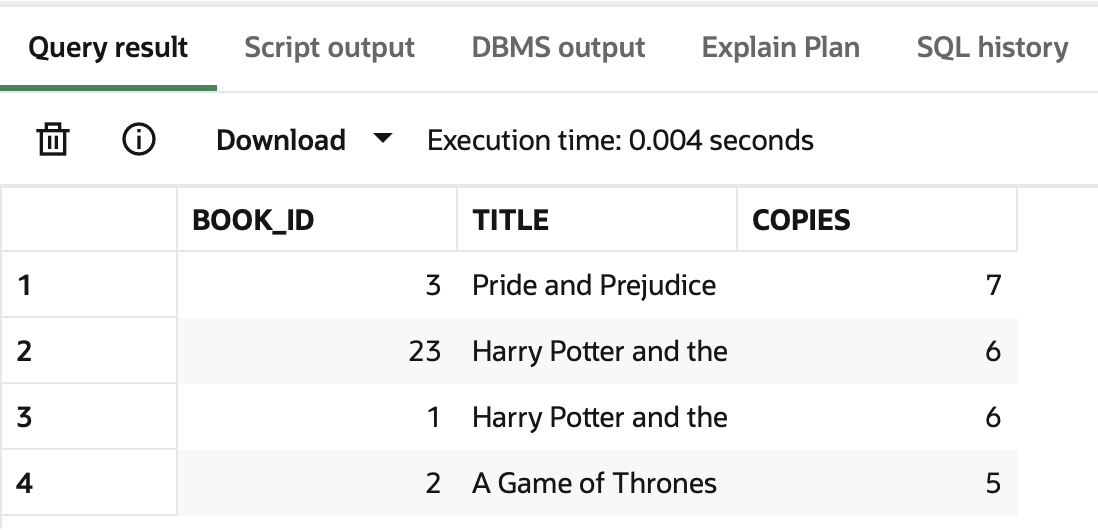 Query result Script output DBMS output Explain Plan SQL history
Download Execution time: 0.004 seconds
BOOK_ID TITLE COPIES
1 3 Pride and Prejudice 7
2 23 Harry Potter and the 6
3 1 Harry Potter and the 6
4 2 A Game of Thrones 5